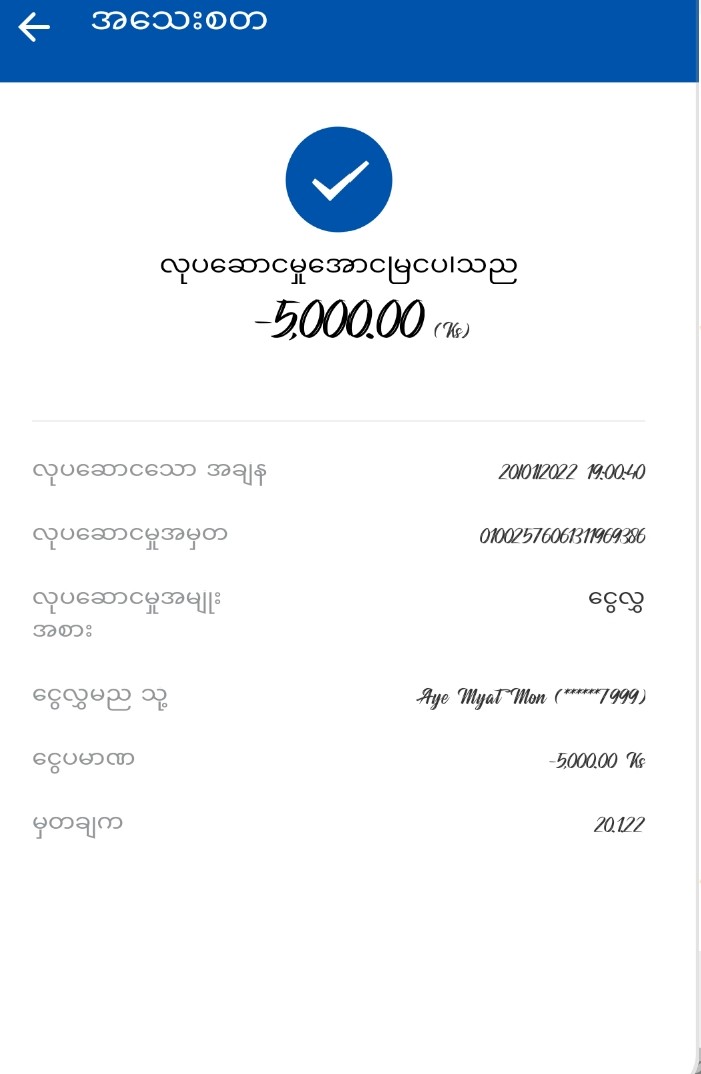 အသေးစတ
လုပဆောငမှုအောငမြငပါသည
-5,000.00 (Ks)
လုပဆောငသော အချန 20/01/2022 19:00:40
လုပဆောငမှုအမှတ 01002576061311969386
လုပဆောငမှုအမျုး
အစား ငွေလွှ
ငွေလွှမည သို့ Aye Myat Mon (******7999)
ငွေပမာဏ -5,000.00 Ks
မှတချက 20.1.22